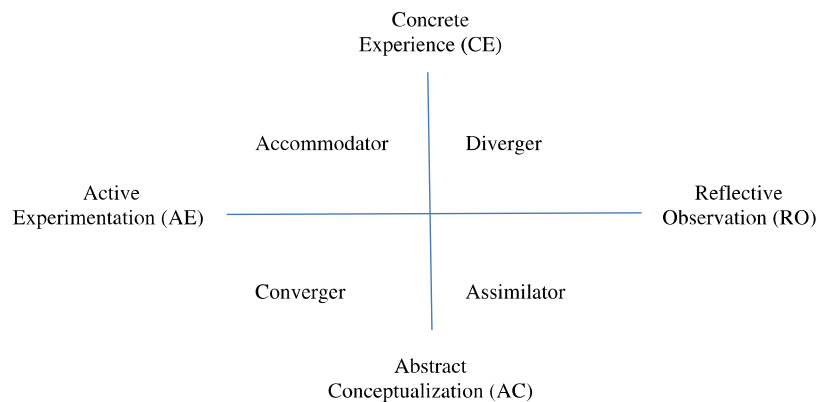 Concrete
Experience (CE)
Accommodator
Diverger
Active
Experimentation (AE)
Reflective
Observation (RO)
Converger
Assimilator
Abstract
Conceptualization (AC)